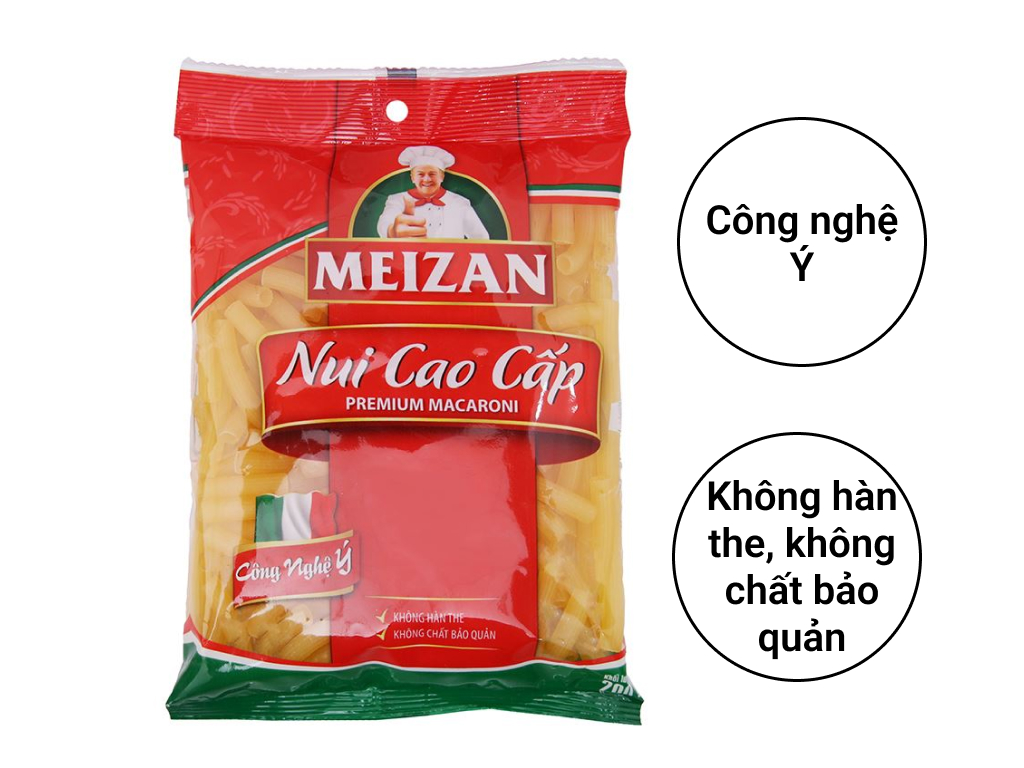 MEIZAN
Nui Cao Cấp
PREMIUM MACARONI
Công Nghệ Ý
KHÔNG HÀN THE
KHÔNG CHẤT BẢO QUẢN
200
Công nghệ
Ý
Không hàn
the, không
chất bảo
quản